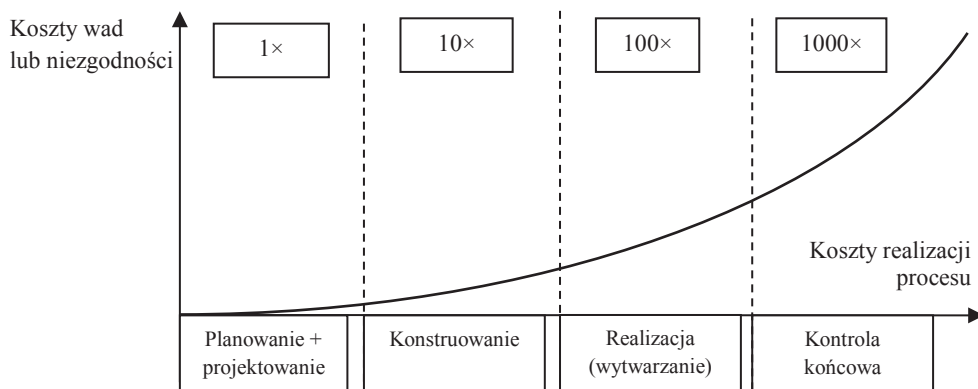 Koszty wad
lub niezgodności
1×
10×
100×
1000×
Koszty realizacji
procesu
Planowanie +
projektowanie
Konstruowanie
Realizacja
(wytwarzanie)
Kontrola
końcowa